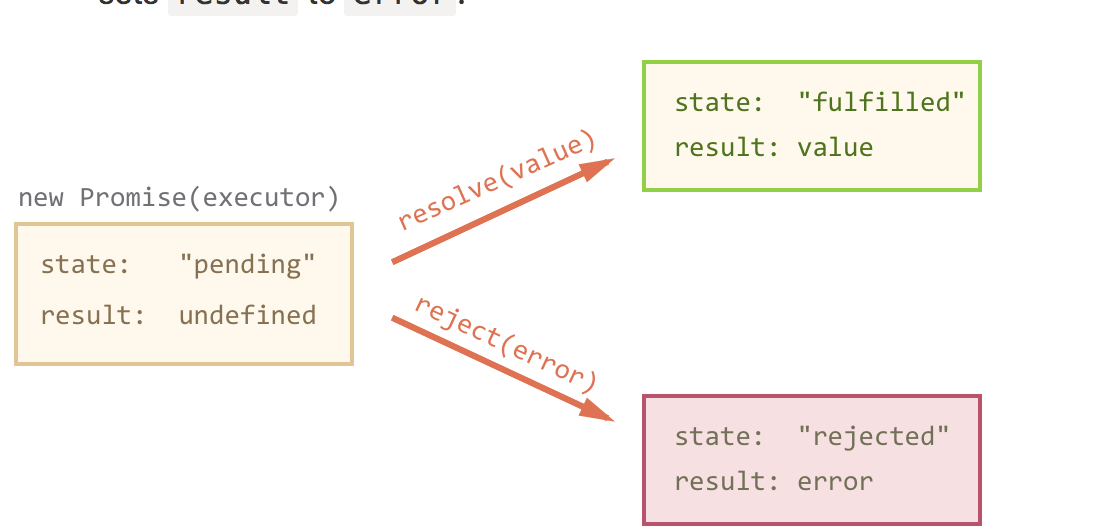 new Promise(executor)
state: "pending"
result: undefined
resolve(value)
reject(error)
state: "fulfilled"
result: value
state: "rejected"
result: error